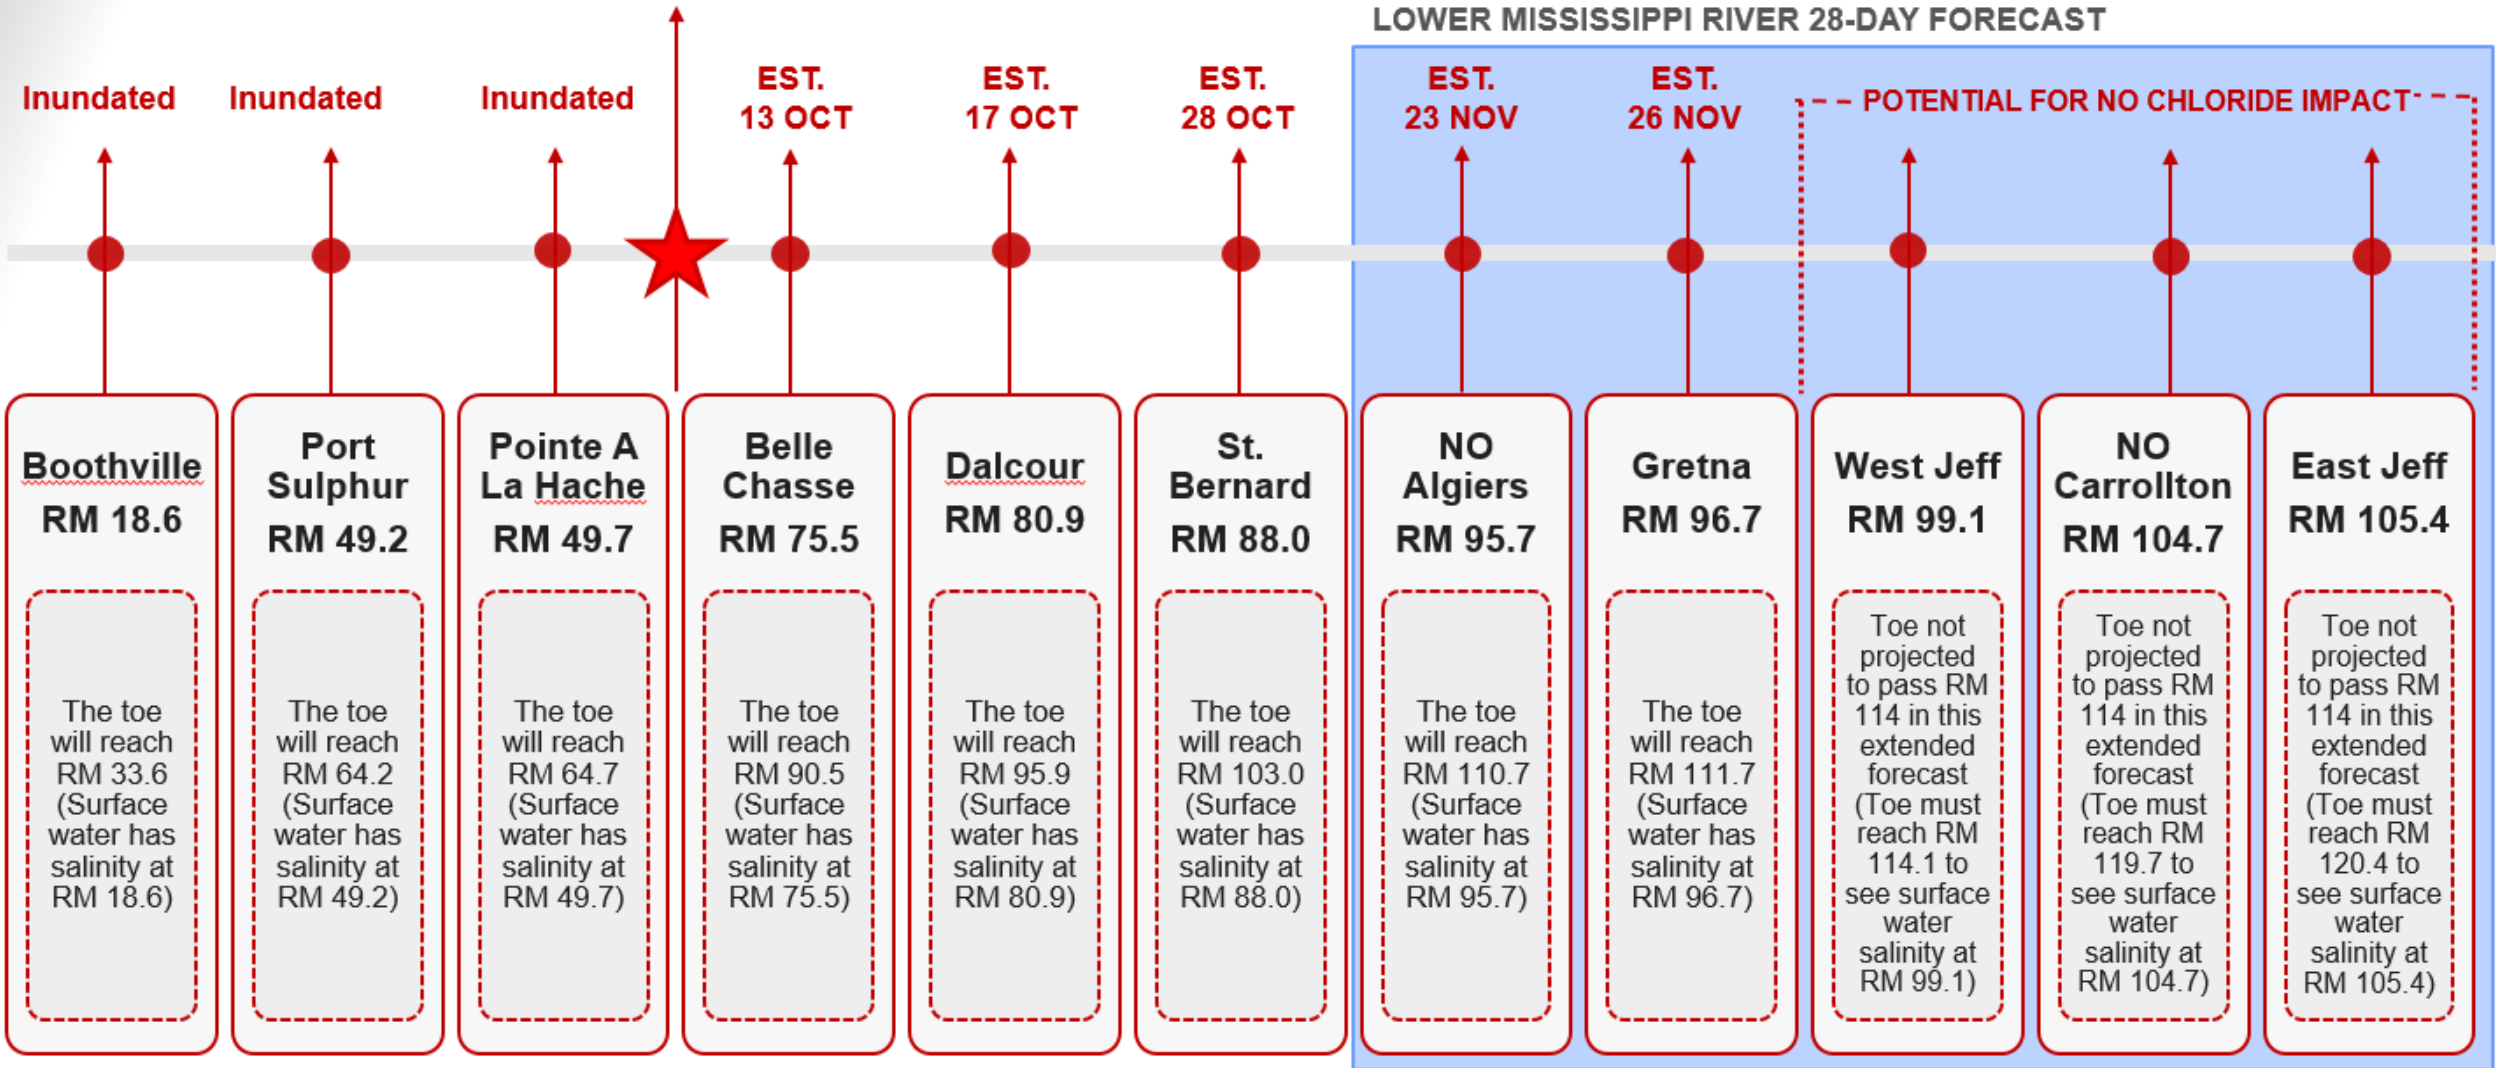 LOWER MISSISSIPPI RIVER 28-DAY FORECAST
Inundated
Inundated
Inundated
EST.
13 OCT
EST.
17 OCT
EST.
28 OCT
EST.
23 NOV
EST.
26 NOV
POTENTIAL FOR NO CHLORIDE IMPACT
Boothville
RM 18.6
The toe
will reach
RM 33.6
(Surface
water has
salinity at
RM 18.6)
Port
Sulphur
RM 49.2
The toe
will reach
RM 64.2
(Surface
water has
salinity at
RM 49.2)
Pointe A
La Hache
RM 49.7
The toe
will reach
RM 64.7
(Surface
water has
salinity at
RM 49.7)
Belle
Chasse
RM 75.5
The toe
will reach
RM 90.5
(Surface
water has
salinity at
RM 75.5)
Dalcour
RM 80.9
The toe
will reach
RM 95.9
(Surface
water has
salinity at
RM 80.9)
St.
Bernard
RM 88.0
The toe
will reach
RM 103.0
(Surface
water has
salinity at
RM 88.0)
NO
Algiers
RM 95.7
The toe
will reach
RM 110.7
(Surface
water has
salinity at
RM 95.7)
Gretna
RM 96.7
The toe
will reach
RM 111.7
(Surface
water has
salinity at
RM 96.7)
West Jeff
RM 99.1
Toe not
projected
to pass RM
114 in this
extended
forecast
(Toe must
reach RM
114.1 to
see surface
water
salinity at
RM 99.1)
NO
Carrollton
RM 104.7
Toe not
projected
to pass RM
114 in this
extended
forecast
(Toe must
reach RM
119.7 to
see surface
water
salinity at
RM 104.7)
East Jeff
RM 105.4
Toe not
projected
to pass RM
114 in this
extended
forecast
(Toe must
reach RM
120.4 to
see surface
water
salinity at
RM 105.4)